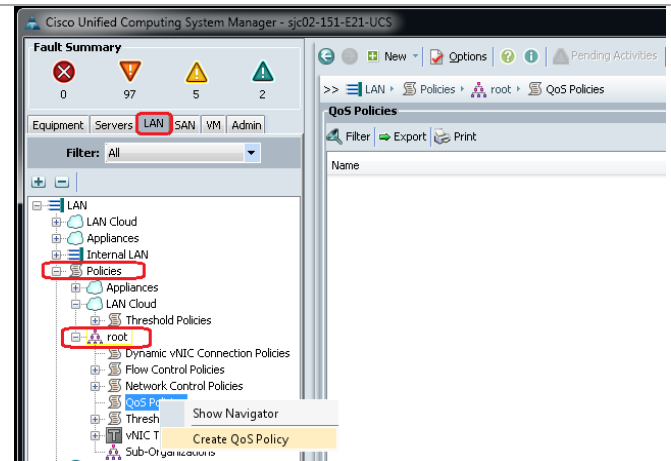 Cisco Unified Computing System Manager - sjc02-151-E21-UCS
Fault Summary
0 97 5 2
New Options Pending Activities
>> LAN Policies root QoS Policies
QoS Policies
Equipment Servers LAN SAN VM Admin
Filter Export Print
Filter: All
Name
LAN
LAN Cloud
Appliances
Internal LAN
Policies
Appliances
LAN Cloud
Threshold Policies
root
Dynamic vNIC Connection Policies
Flow Control Policies
Network Control Policies
QoS
Thresh
vNIC T
Sub-Organizations
Show Navigator
Create QoS Policy